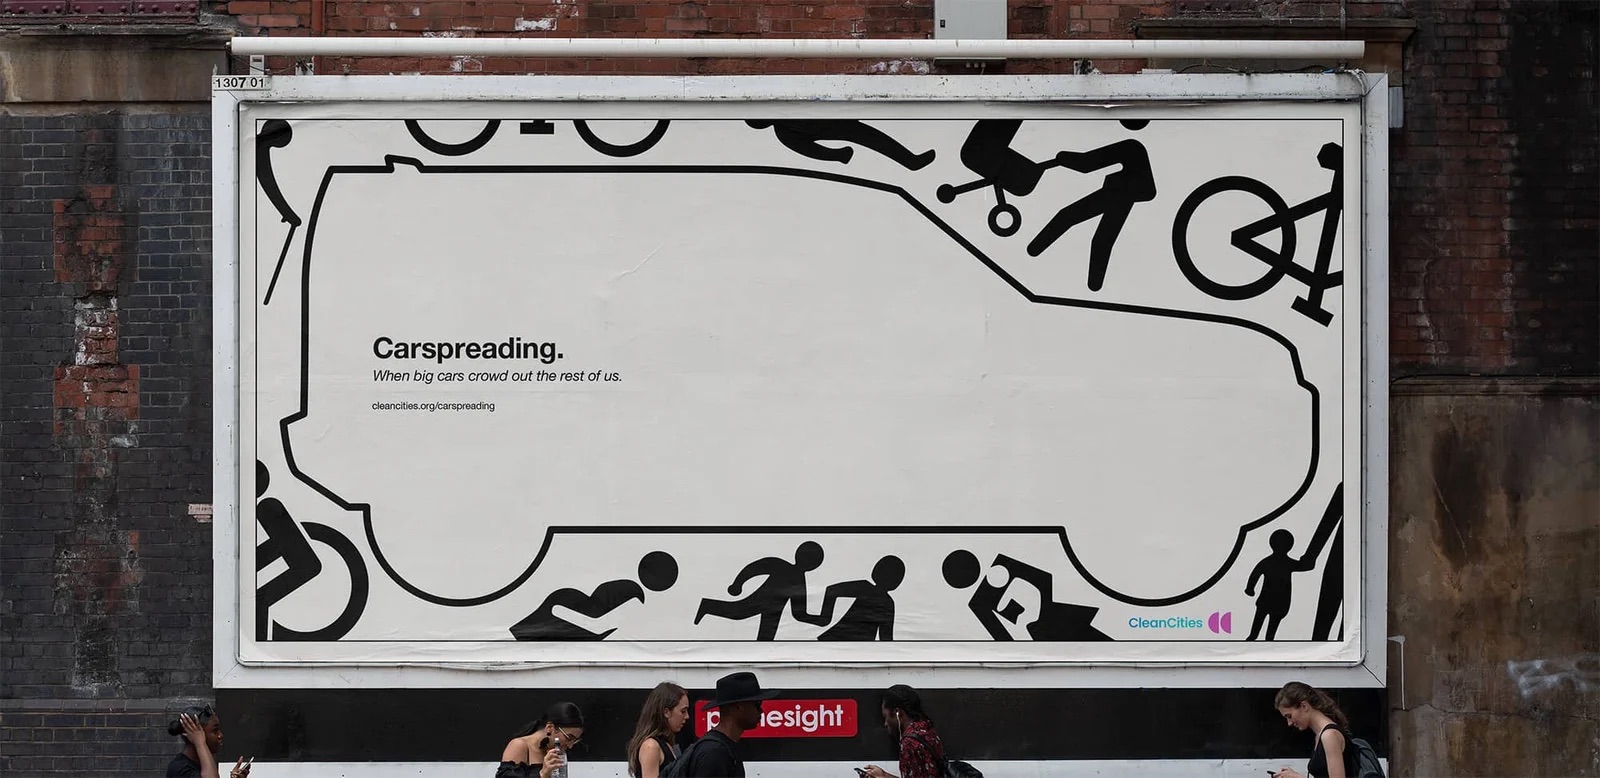 1307 01
Carspreading.
When big cars crowd out the rest of us.
cleancities.org/carspreading
CleanCities